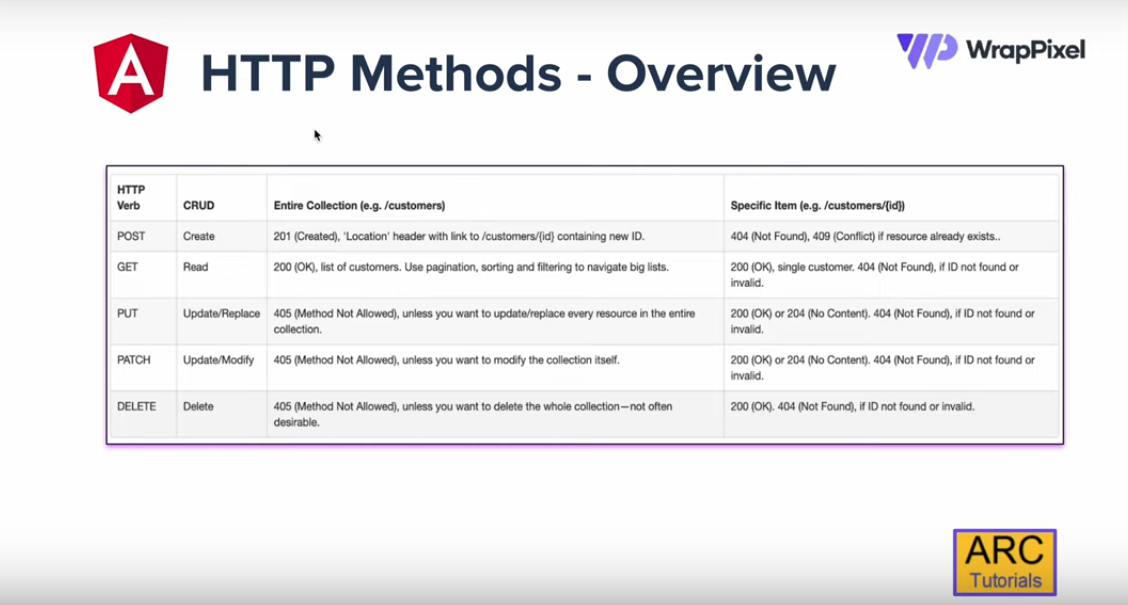 A
HTTP Methods - Overview
WrapPixel
HTTP
Verb
CRUD
Entire Collection (e.g. /customers)
Specific Item (e.g. /customers/{id})
POST
Create
201 (Created), 'Location' header with link to /customers/{id} containing new ID.
404 (Not Found), 409 (Conflict) if resource already exists..
GET
Read
200 (OK), list of customers. Use pagination, sorting and filtering to navigate big lists.
200 (OK), single customer. 404 (Not Found), if ID not found or
invalid.
PUT
Update/Replace
405 (Method Not Allowed), unless you want to update/replace every resource in the entire
collection.
200 (OK) or 204 (No Content). 404 (Not Found), if ID not found or
invalid.
PATCH
Update/Modify
405 (Method Not Allowed), unless you want to modify the collection itself.
200 (OK) or 204 (No Content). 404 (Not Found), if ID not found or
invalid.
DELETE
Delete
405 (Method Not Allowed), unless you want to delete the whole collection—not often
desirable.
200 (OK). 404 (Not Found), if ID not found or invalid.
ARC
Tutorials